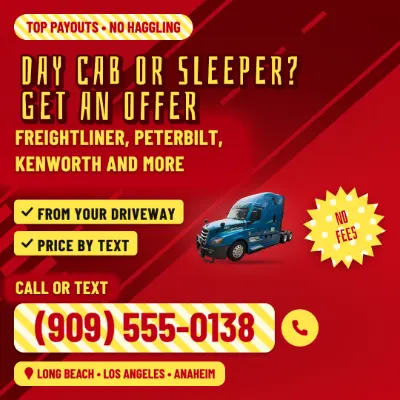 TOP PAYOUTS • NO HAGGLING
DAY CAB OR SLEEPER?
GET AN OFFER
FREIGHTLINER, PETERBILT,
KENWORTH AND MORE
FROM YOUR DRIVEWAY
PRICE BY TEXT
NO
FEES
CALL OR TEXT
(909) 555-0138
LONG BEACH • LOS ANGELES • ANAHEIM